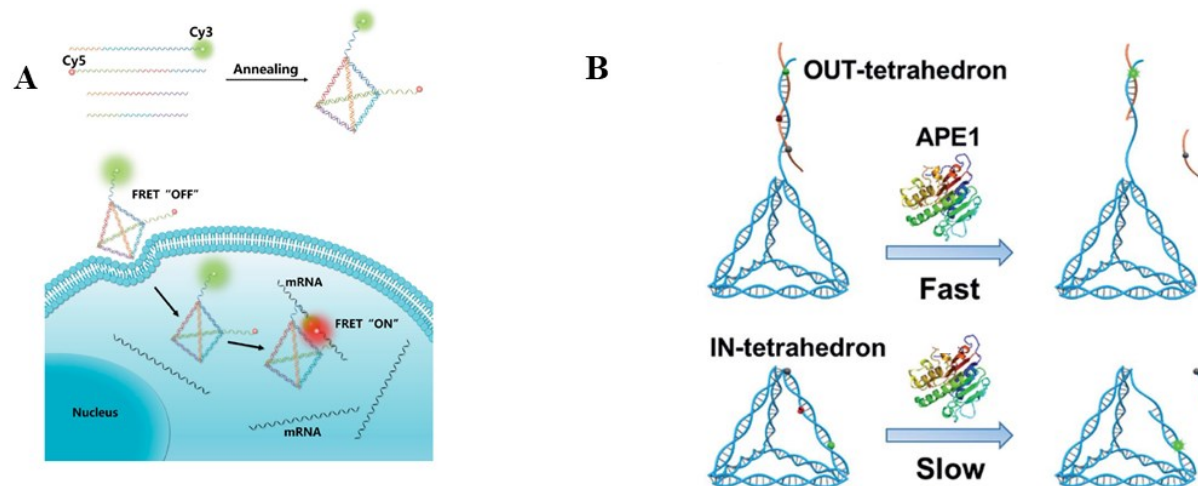 A
Cy3
Cy5
Annealing
FRET "OFF"
mRNA
FRET "ON"
Nucleus
mRNA
B
OUT-tetrahedron
APE1
Fast
IN-tetrahedron
Slow